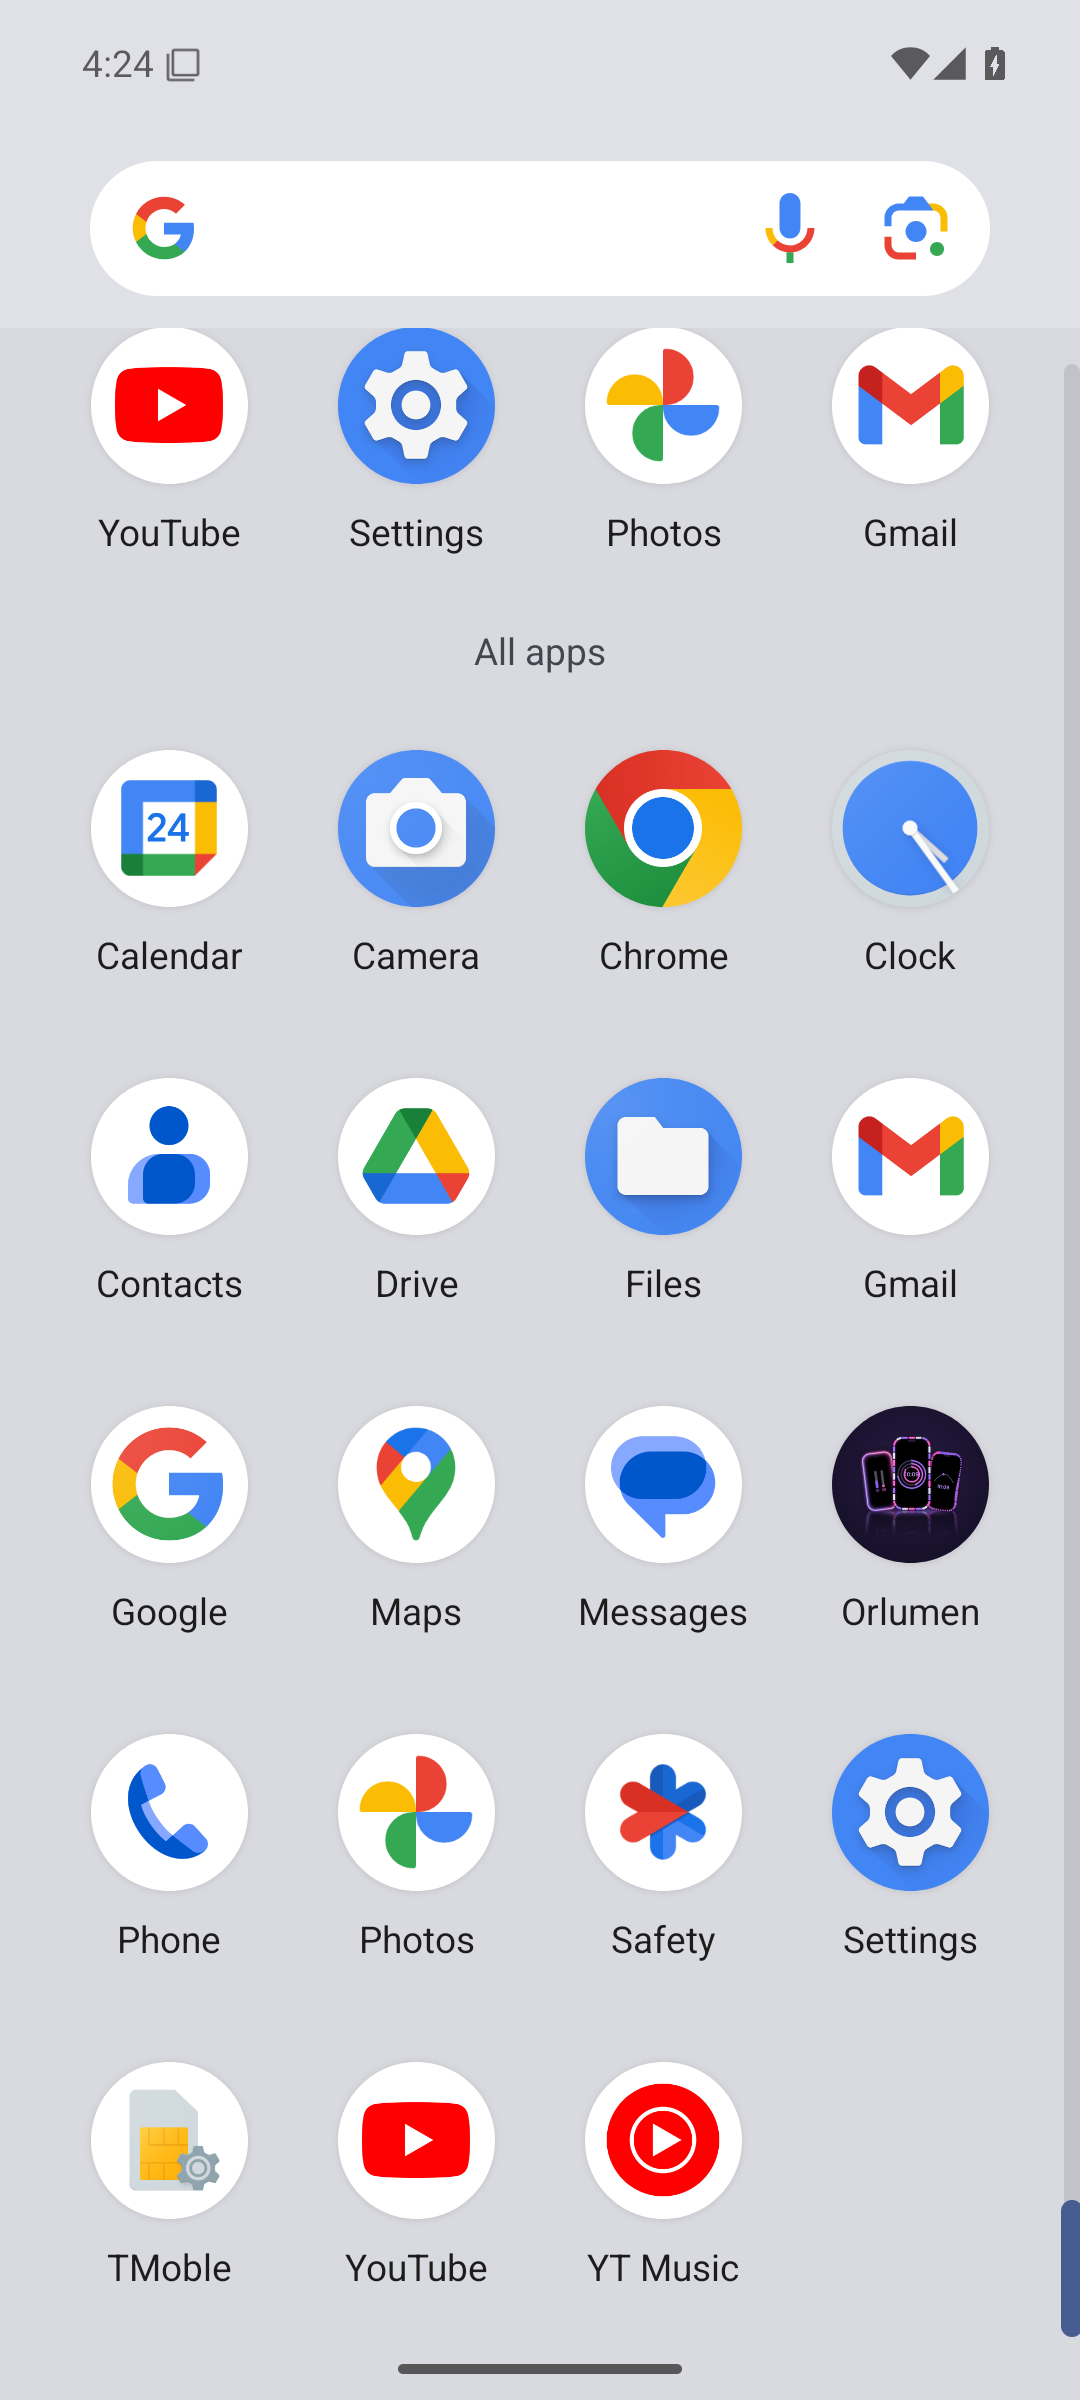 4:24
YouTube Settings Photos Gmail
All apps
24
Calendar Camera Chrome Clock
Contacts Drive Files Gmail
Google Maps Messages Orlumen
Phone Photos Safety Settings
TMoble YouTube YT Music